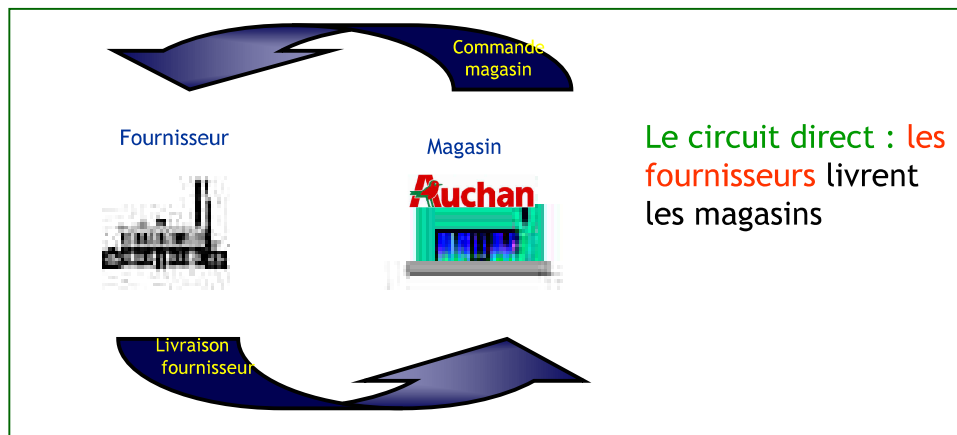 Commande
magasin
Fournisseur
Magasin
Auchan
Le circuit direct : les
fournisseurs livrent
les magasins
Livraison
fournisseur